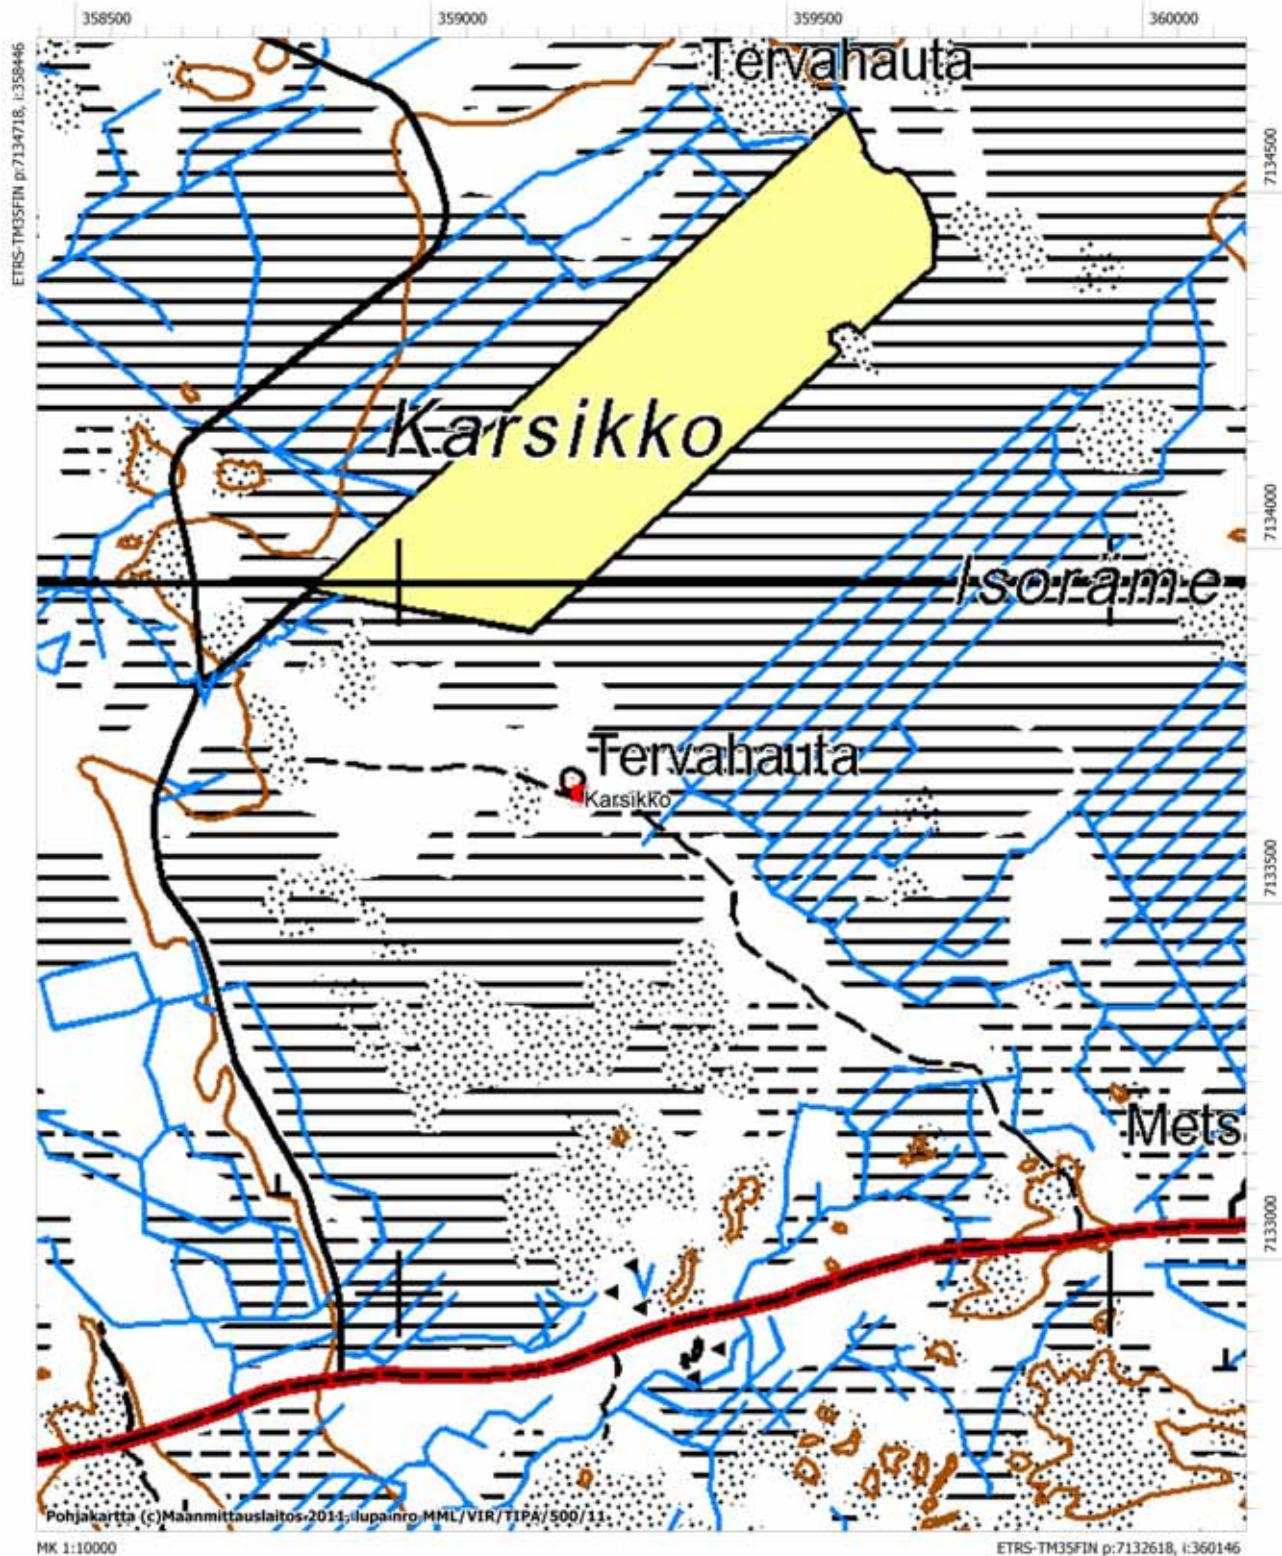 358500
359000
359500
360000
ETRS-TM35FIN p:7134718, i:358446
Tervahauta
7134500
Karsikko
7134000
Isoräme
Tervahauta
Karsikko
7133500
Mets
7133000
Pohjakartta (c)Maanmittauslaitos 2011, lupainro MML/VIR/TIPA/500/11
MK 1:10000
ETRS-TM35FIN p:7132618, i:360146